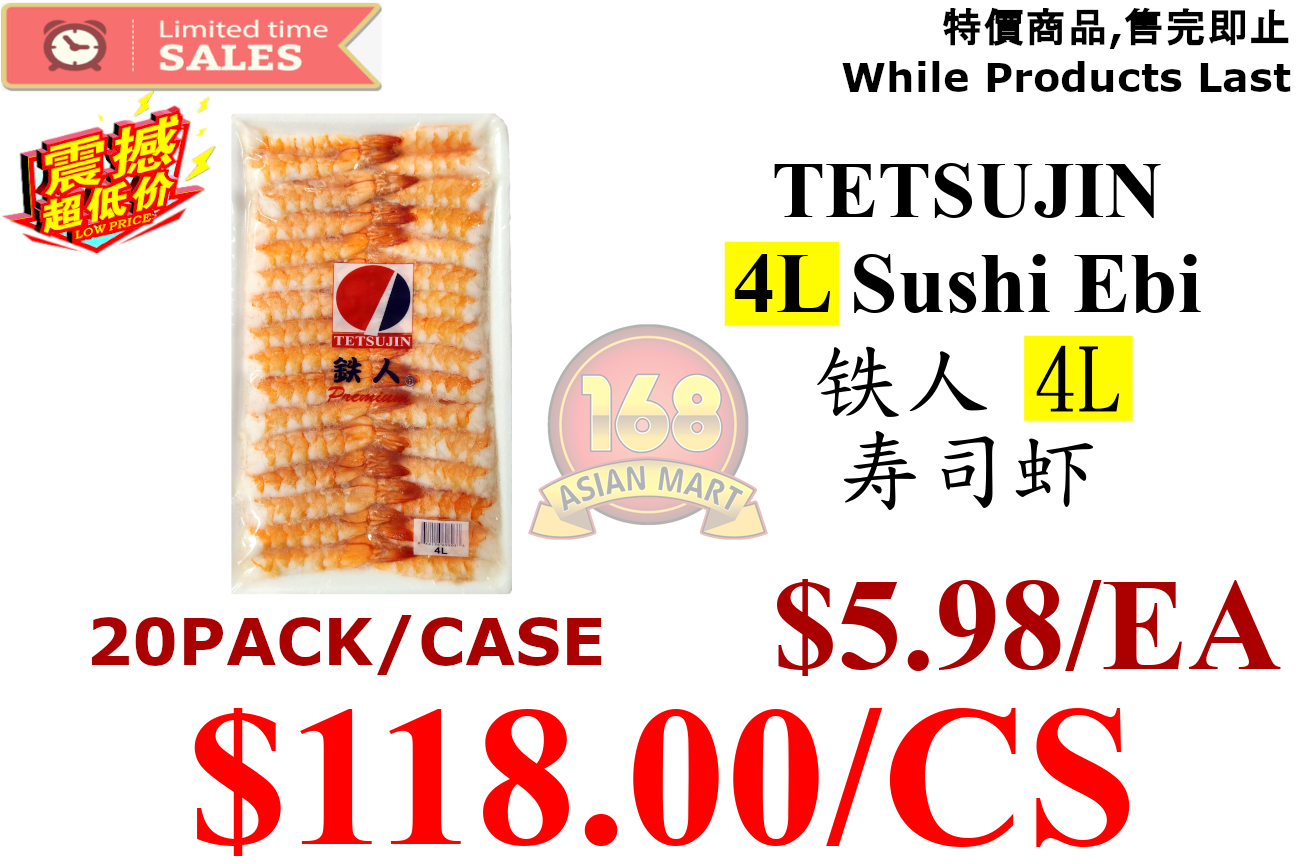 Limited time
SALES
特價商品,售完即止
While Products Last
震撼
超低价
LOW PRICE
TETSUJIN
4L Sushi Ebi
铁人 4L
寿司虾
TETSUJIN
鉄人
Premium
168
ASIAN MART
4L
20PACK/CASE
$5.98/EA
$118.00/CS